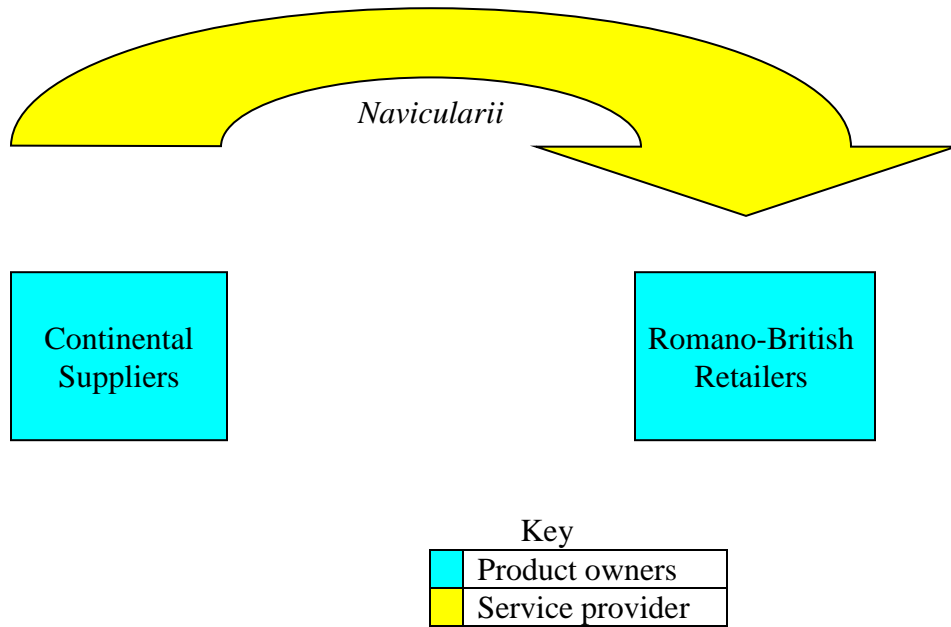 Navicularii
Continental
Suppliers
Romano-British
Retailers
Key
Product owners
Service provider